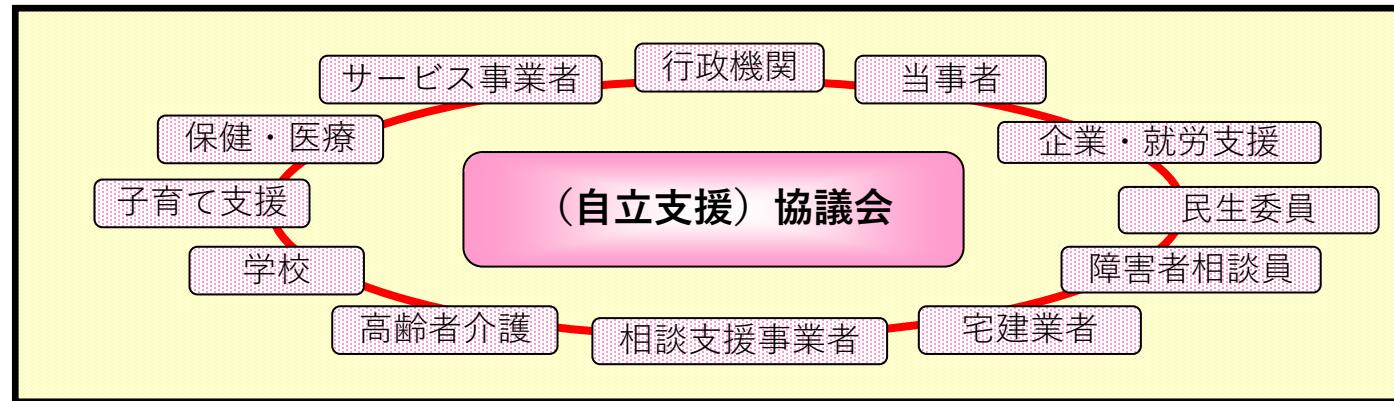 行政機関
サービス事業者
当事者
保健・医療
企業・就労支援
子育て支援
（自立支援）協議会
民生委員
学校
障害者相談員
高齢者介護
相談支援事業者
宅建業者